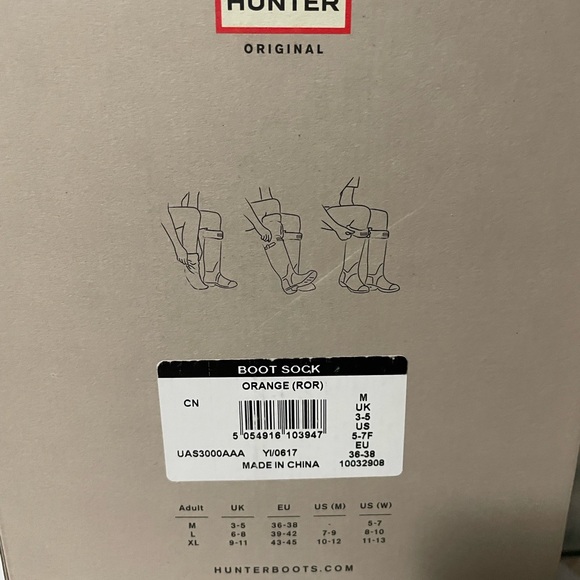 HUNTER
ORIGINAL
BOOT SOCK
ORANGE (ROR)
CN
5 054916 103947
UAS3000AAA YI/0617
MADE IN CHINA
M
UK
3-5
US
5-7F
EU
36-38
10032908
Adult UK EU US (M) US (W)
M 3-5 36-38 - 5-7
L 6-8 39-42 7-9 8-10
XL 9-11 43-45 10-12 11-13
HUNTERBOOTS.COM